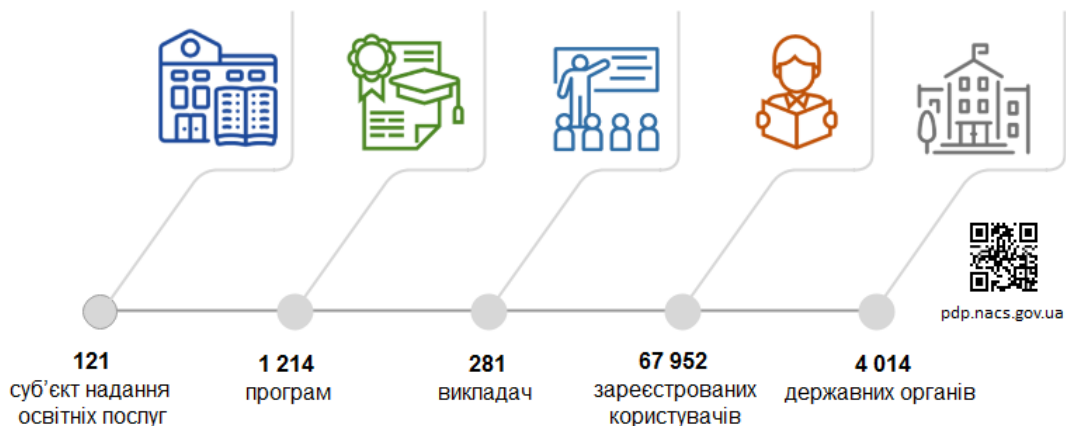 pdp.nacs.gov.ua
121
суб’єкт надання
освітніх послуг
1 214
програм
281
викладач
67 952
зареєстрованих
користувачів
4 014
державних органів